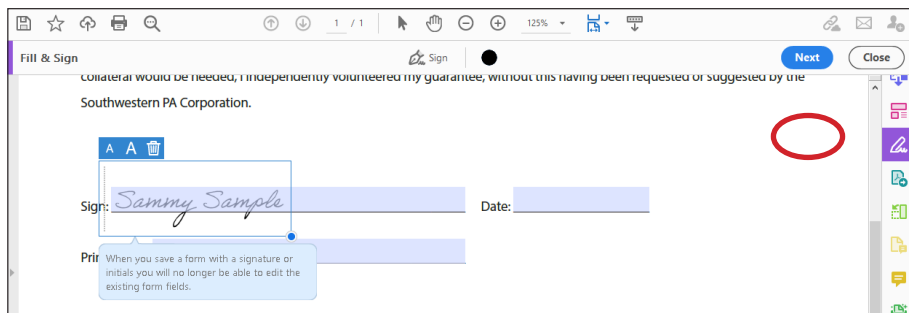 1 / 1 125%
Fill & Sign Sign Next Close
collateral would be needed, I independently volunteered my guarantee, without this having been requested or suggested by the
Southwestern PA Corporation.
A A
Sign: Sammy Sample Date:
Prin
When you save a form with a signature or
initials you will no longer be able to edit the
existing form fields.